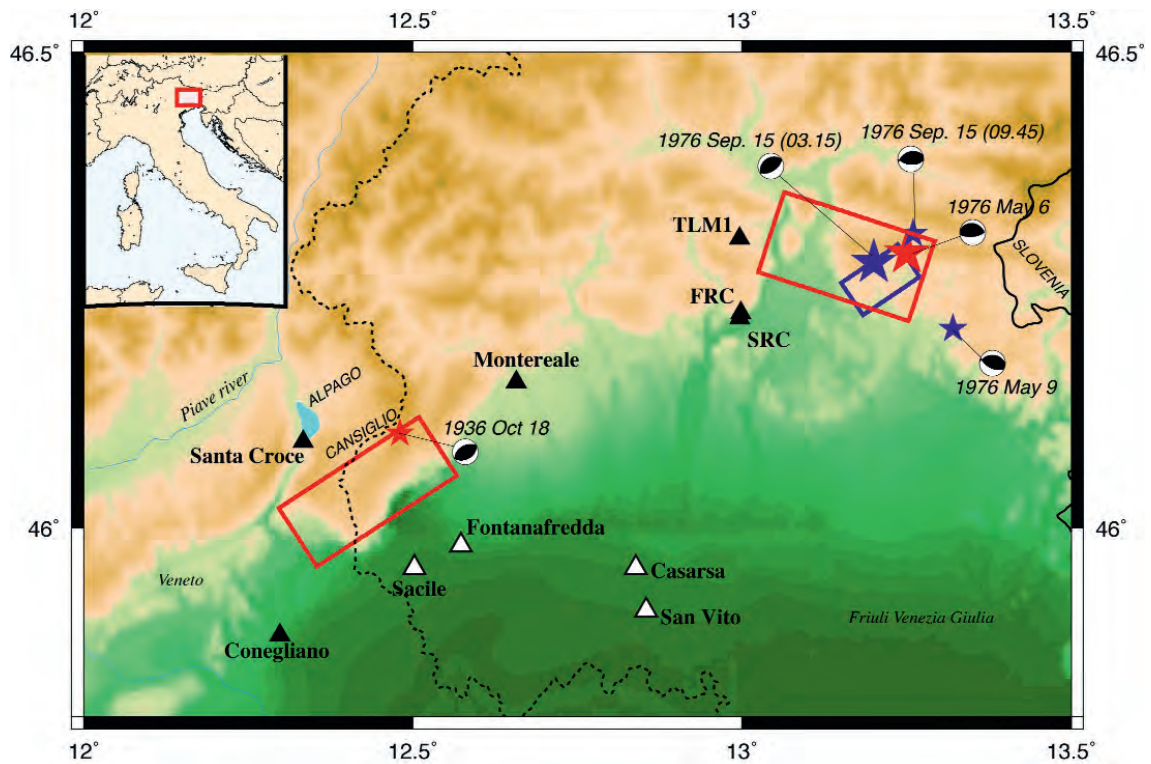 12°
12.5°
13°
13.5°
46.5°
46.5°
1976 Sep. 15 (03.15)
1976 Sep. 15 (09.45)
1976 May 6
TLM1
SLOVENIA
FRC
SRC
Montereale
1976 May 9
Piave river
ALPAGO
CANSIGLIO
1936 Oct 18
Santa Croce
46°
46°
Fontanafredda
Veneto
Sacile
Casarsa
San Vito
Friuli Venezia Giulia
Conegliano
12°
12.5°
13°
13.5°